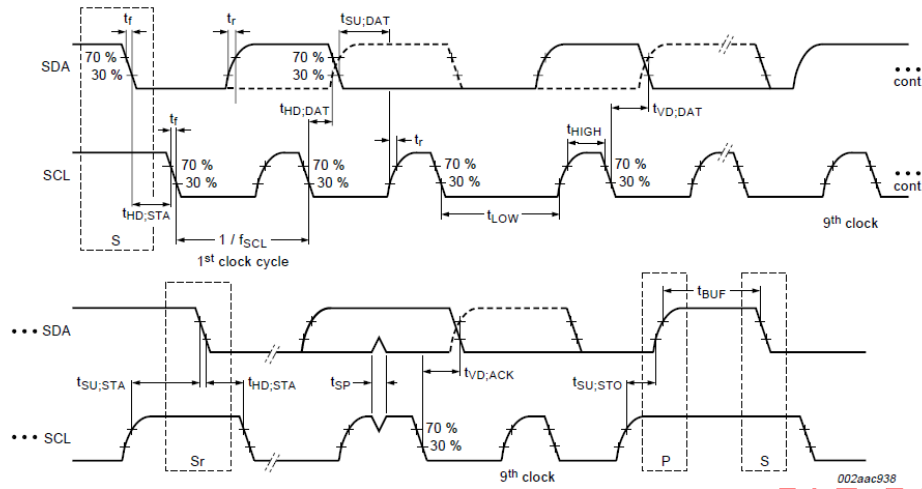 tf
tr
tSU;DAT
SDA
70 %
30 %
70 %
30 %
cont
tHD;DAT
tVD;DAT
tf
tr
tHIGH
SCL
70 %
30 %
70 %
30 %
70 %
30 %
70 %
30 %
cont
tHD;STA
tLOW
S
1 / fSCL
1st clock cycle
9th clock
tBUF
SDA
tSU;STA
tHD;STA
tSP
tVD;ACK
tSU;STO
SCL
70 %
30 %
Sr
9th clock
P
S
002aac938